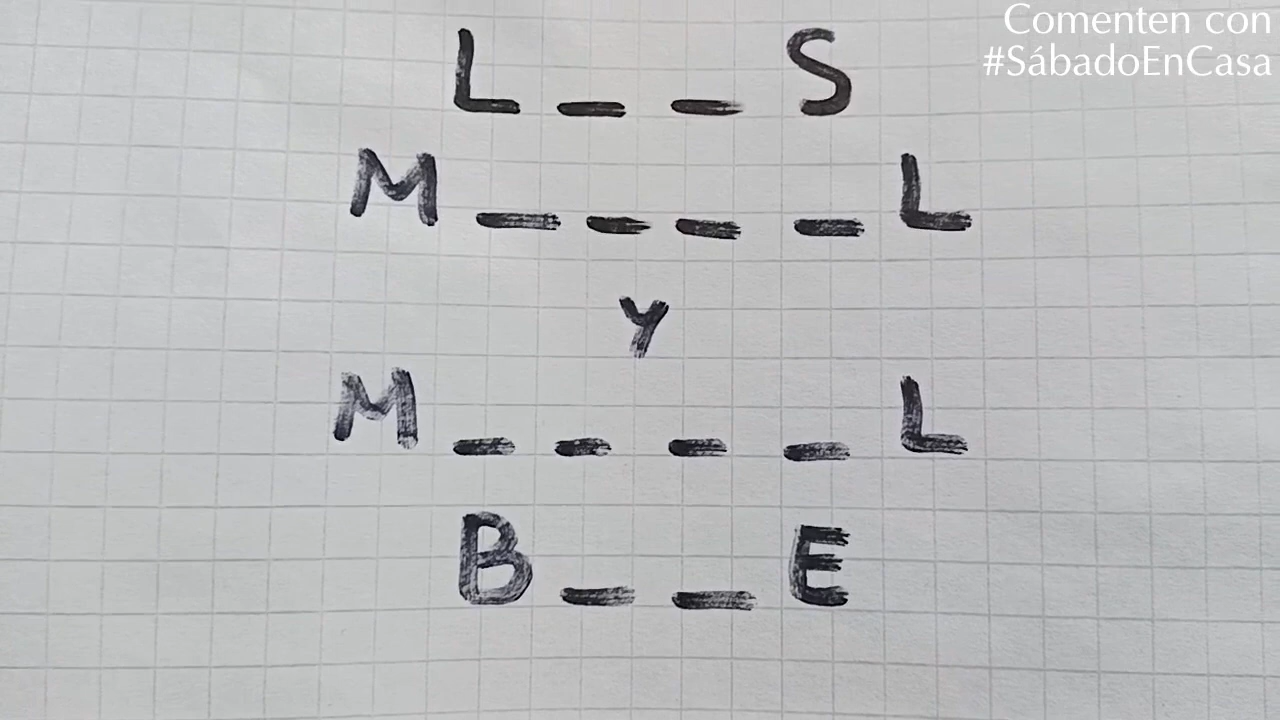 Comenten con
#SábadoEnCasa
L _ _ S
M _ _ _ _ L
Y
M _ _ _ _ L
B _ _ E